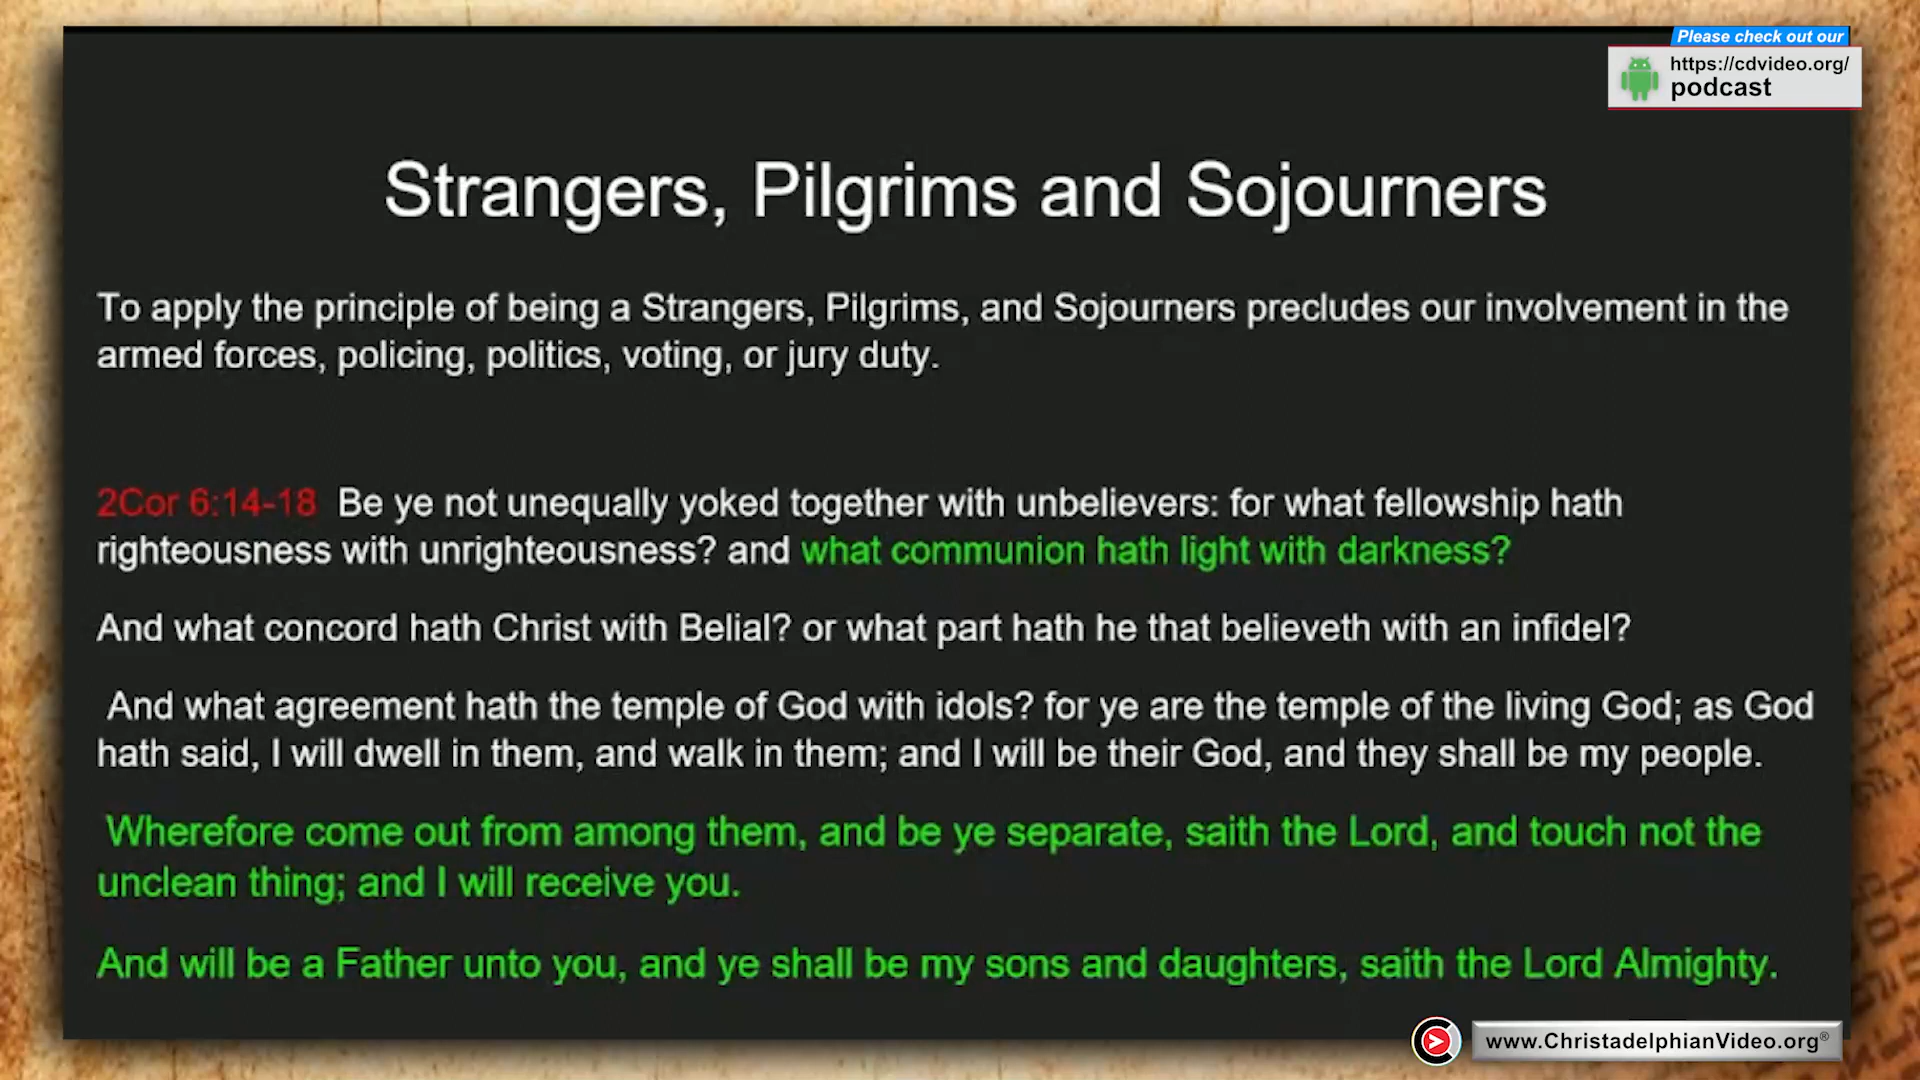 Please check out our
https://cdvideo.org/
podcast
Strangers, Pilgrims and Sojourners
To apply the principle of being a Strangers, Pilgrims, and Sojourners precludes our involvement in the
armed forces, policing, politics, voting, or jury duty.
2Cor 6:14-18 Be ye not unequally yoked together with unbelievers: for what fellowship hath
righteousness with unrighteousness? and what communion hath light with darkness?
And what concord hath Christ with Belial? or what part hath he that believeth with an infidel?
And what agreement hath the temple of God with idols? for ye are the temple of the living God; as God
hath said, I will dwell in them, and walk in them; and I will be their God, and they shall be my people.
Wherefore come out from among them, and be ye separate, saith the Lord, and touch not the
unclean thing; and I will receive you.
And will be a Father unto you, and ye shall be my sons and daughters, saith the Lord Almighty.
www.ChristadelphianVideo.org®